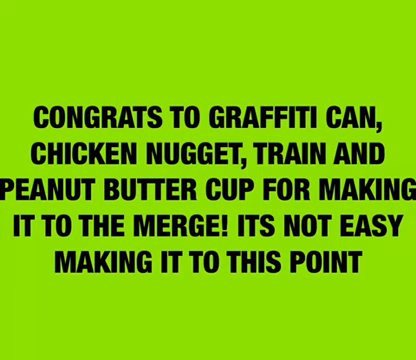 CONGRATS TO GRAFFITI CAN,
CHICKEN NUGGET, TRAIN AND
PEANUT BUTTER CUP FOR MAKING
IT TO THE MERGE! ITS NOT EASY
MAKING IT TO THIS POINT